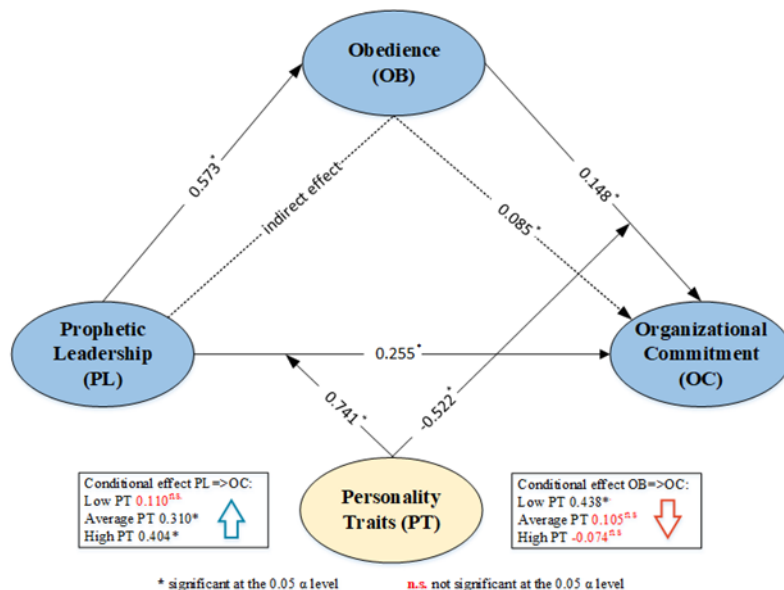 Obedience
(OB)
0.573*
indirect effect
0.148*
0.085*
Prophetic
Leadership
(PL)
0.255*
Organizational
Commitment
(OC)
0.741*
-0.522*
Conditional effect PL=>OC:
Low PT 0.110n.s.
Average PT 0.310*
High PT 0.404*
Personality
Traits (PT)
Conditional effect OB=>OC:
Low PT 0.438*
Average PT 0.105n.s
High PT -0.074n.s
* significant at the 0.05 α level
n.s. not significant at the 0.05 α level